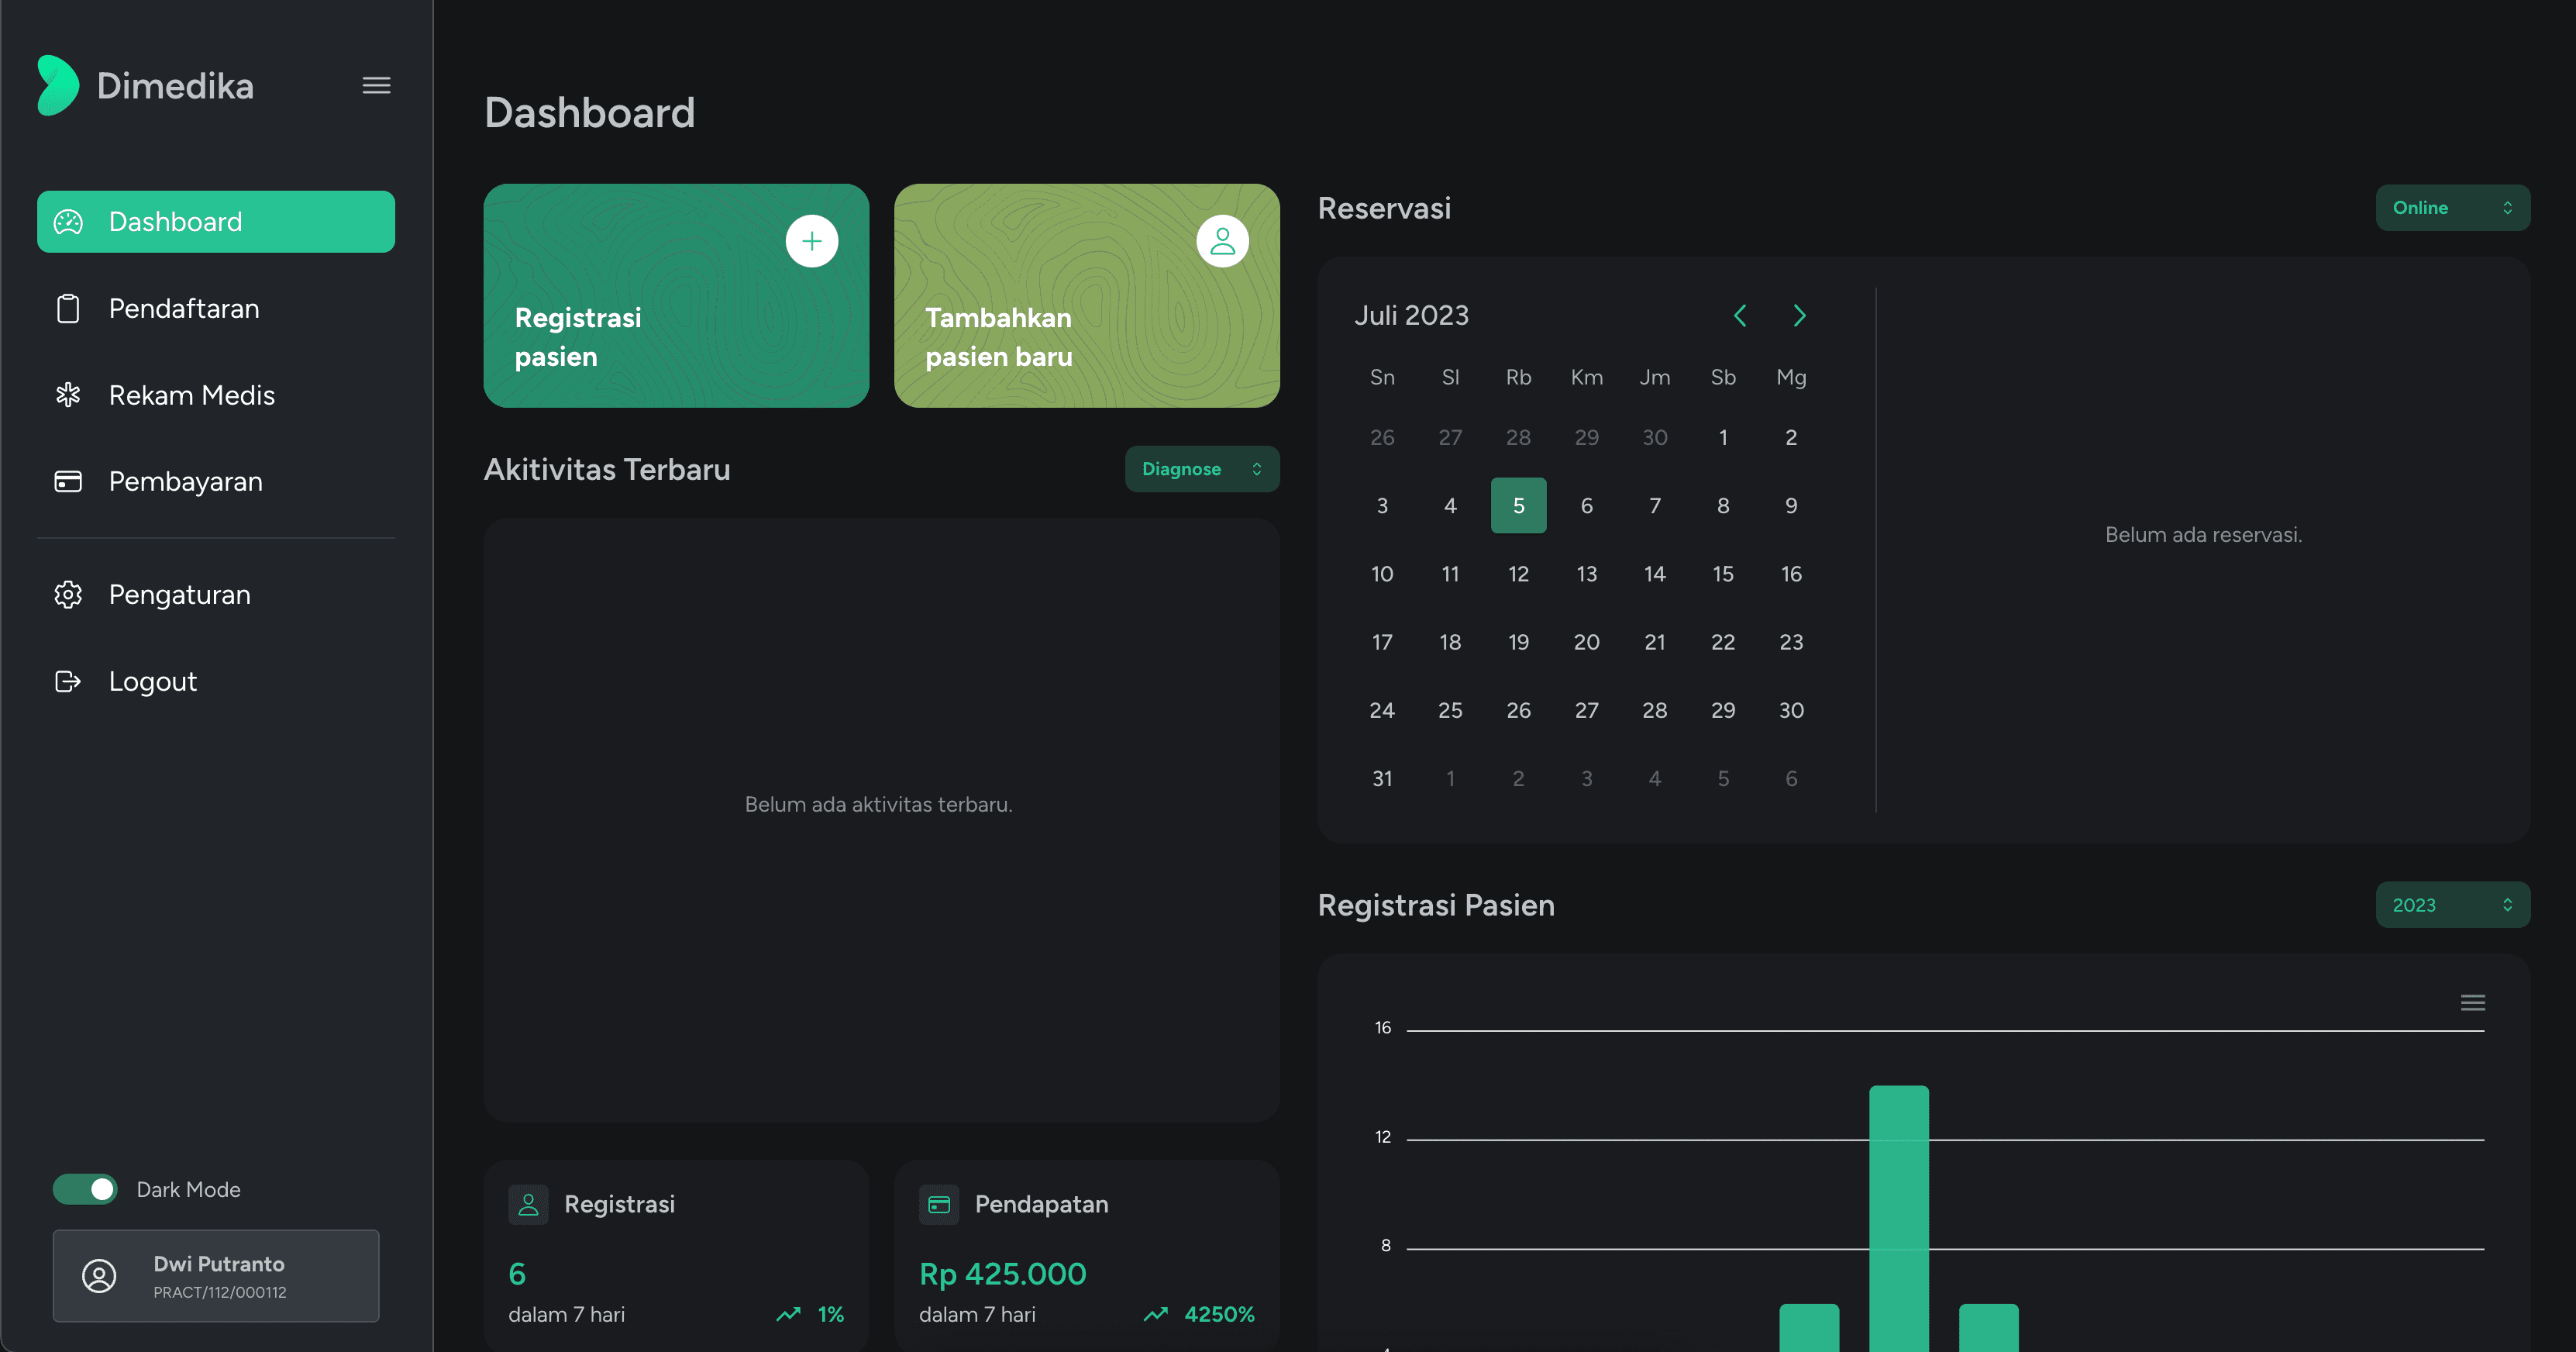 Dimedika
Dashboard
Pendaftaran
Rekam Medis
Pembayaran
Pengaturan
Logout
Dark Mode
Dwi Putranto
PRACT/112/000112
Dashboard
Registrasi
pasien
Tambahkan
pasien baru
Akitivitas Terbaru
Diagnose
Belum ada aktivitas terbaru.
Registrasi
6
dalam 7 hari
1%
Pendapatan
Rp 425.000
dalam 7 hari
4250%
Reservasi
Online
Juli 2023
Sn Sl Rb Km Jm Sb Mg
26 27 28 29 30 1 2
3 4 5 6 7 8 9
10 11 12 13 14 15 16
17 18 19 20 21 22 23
24 25 26 27 28 29 30
31 1 2 3 4 5 6
Belum ada reservasi.
Registrasi Pasien
2023
16
12
8